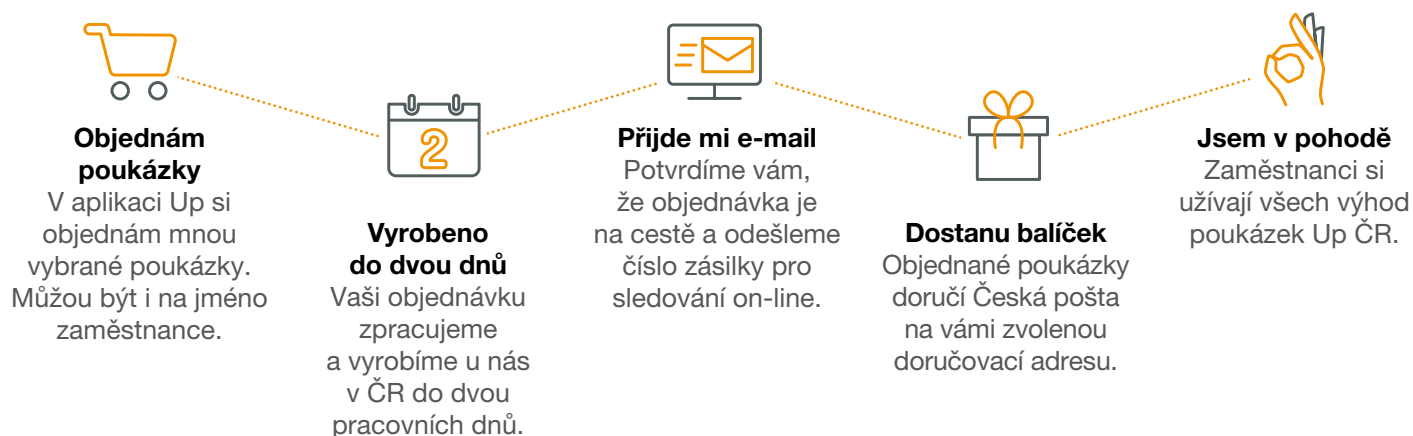 Objednám
poukázky
V aplikaci Up si
objednám mnou
vybrané poukázky.
Můžou být i na jméno
zaměstnance.
2
Vyrobeno
do dvou dnů
Vaši objednávku
zpracujeme
a vyrobíme u nás
v ČR do dvou
pracovních dnů.
Přijde mi e-mail
Potvrdíme vám,
že objednávka je
na cestě a odešleme
číslo zásilky pro
sledování on-line.
Dostanu balíček
Objednané poukázky
doručí Česká pošta
na vámi zvolenou
doručovací adresu.
Jsem v pohodě
Zaměstnanci si
užívají všech výhod
poukázek Up ČR.